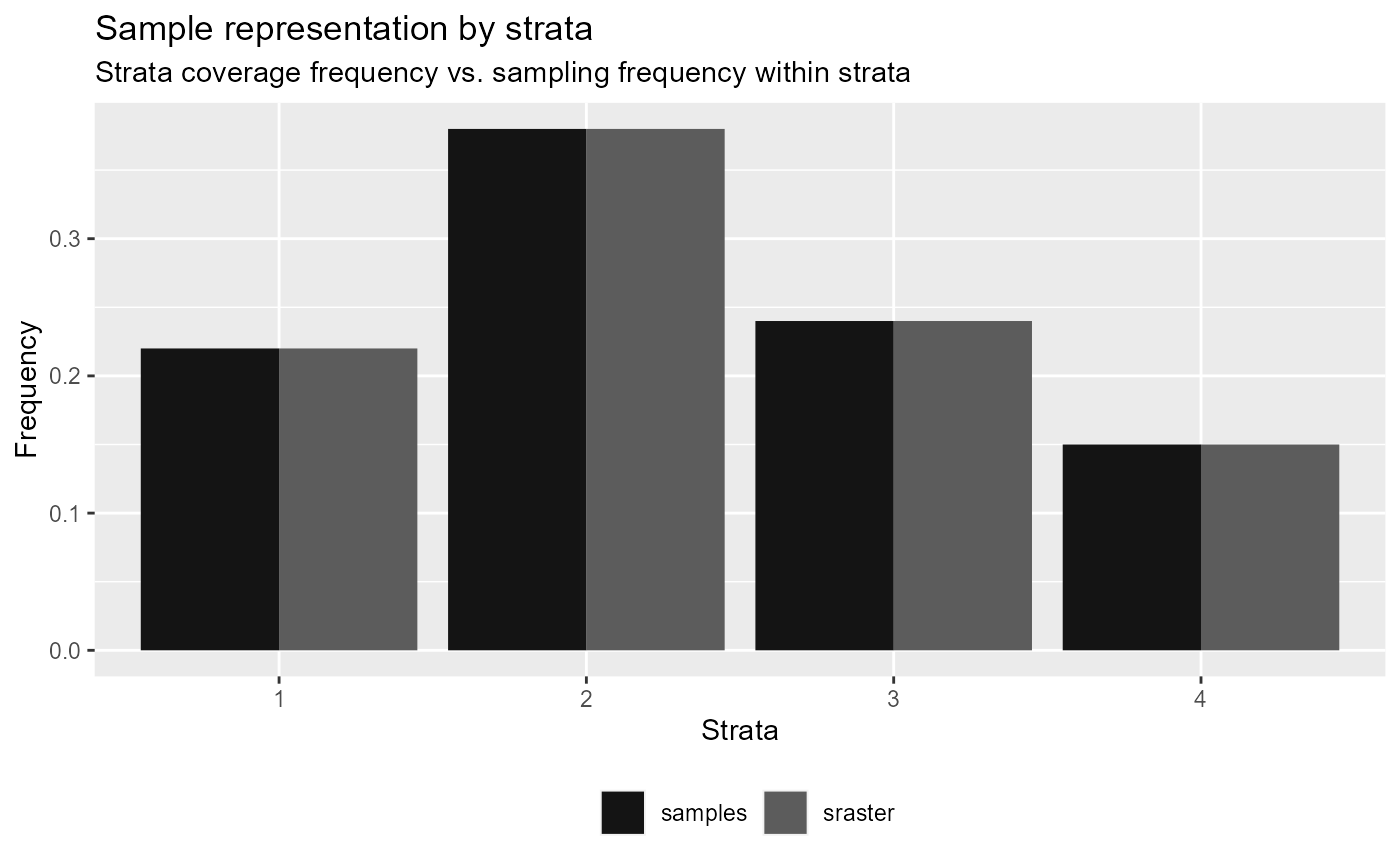 Sample representation by strata
Strata coverage frequency vs. sampling frequency within strata
Frequency
0.3
0.2
0.1
0.0
1 2 3 4
Strata
samples sraster